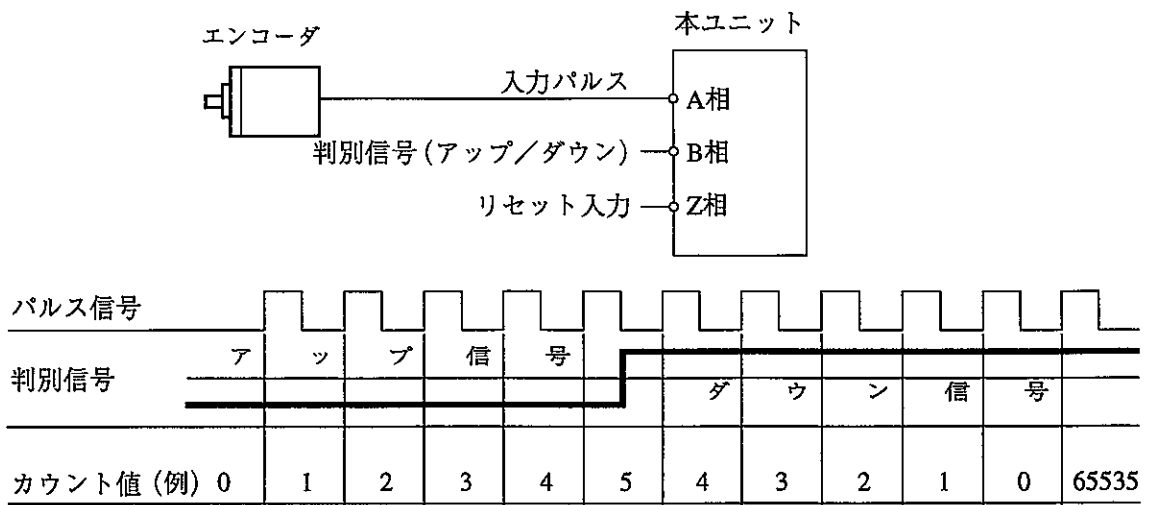 エンコーダ
本ユニット
入力パルス
A相
判別信号(アップ/ダウン)
B相
リセット入力
Z相
パルス信号
アップ信号
判別信号
ダウン信号
カウント値 (例) 0 1 2 3 4 5 4 3 2 1 0 65535